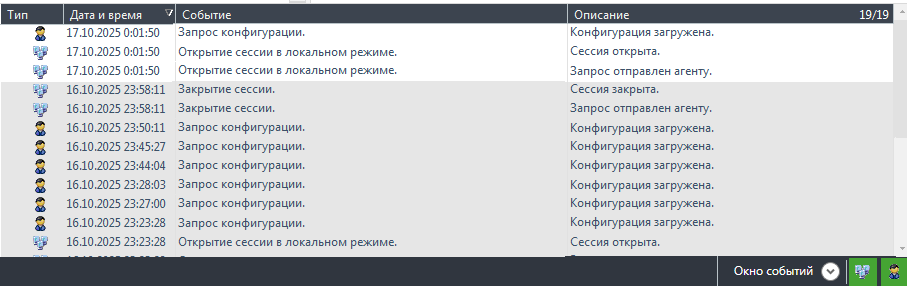 Тип Дата и время Событие Описание 19/19
17.10.2025 0:01:50 Запрос конфигурации. Конфигурация загружена.
17.10.2025 0:01:50 Открытие сессии в локальном режиме. Сессия открыта.
17.10.2025 0:01:50 Открытие сессии в локальном режиме. Запрос отправлен агенту.
16.10.2025 23:58:11 Закрытие сессии. Сессия закрыта.
16.10.2025 23:58:11 Закрытие сессии. Запрос отправлен агенту.
16.10.2025 23:50:11 Запрос конфигурации. Конфигурация загружена.
16.10.2025 23:45:27 Запрос конфигурации. Конфигурация загружена.
16.10.2025 23:44:04 Запрос конфигурации. Конфигурация загружена.
16.10.2025 23:28:03 Запрос конфигурации. Конфигурация загружена.
16.10.2025 23:27:00 Запрос конфигурации. Конфигурация загружена.
16.10.2025 23:23:28 Запрос конфигурации. Конфигурация загружена.
16.10.2025 23:23:28 Открытие сессии в локальном режиме. Сессия открыта.
Окно событий